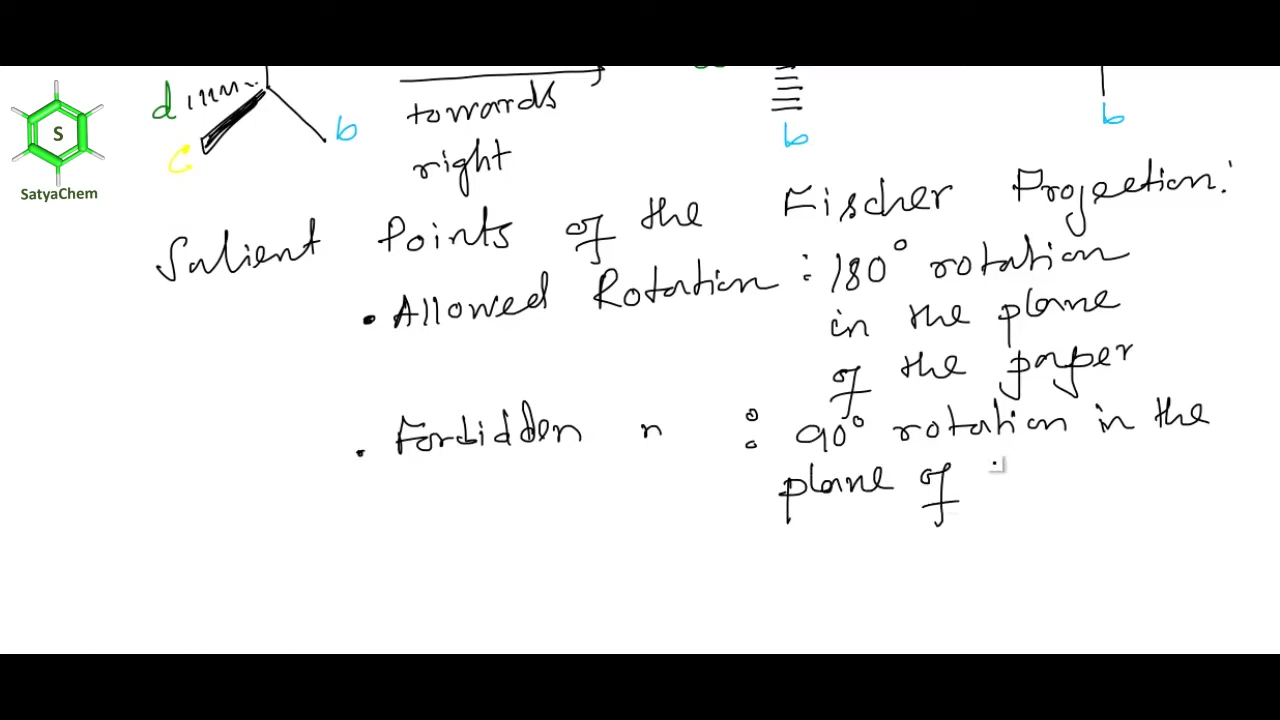 d
c
b
towards
right
b
b
S
SatyaChem
Salient Points of the Fischer Projection:
• Allowed Rotation : 180° rotation
in the plane
of the paper
• Forbidden " : 90° rotation in the
plane of